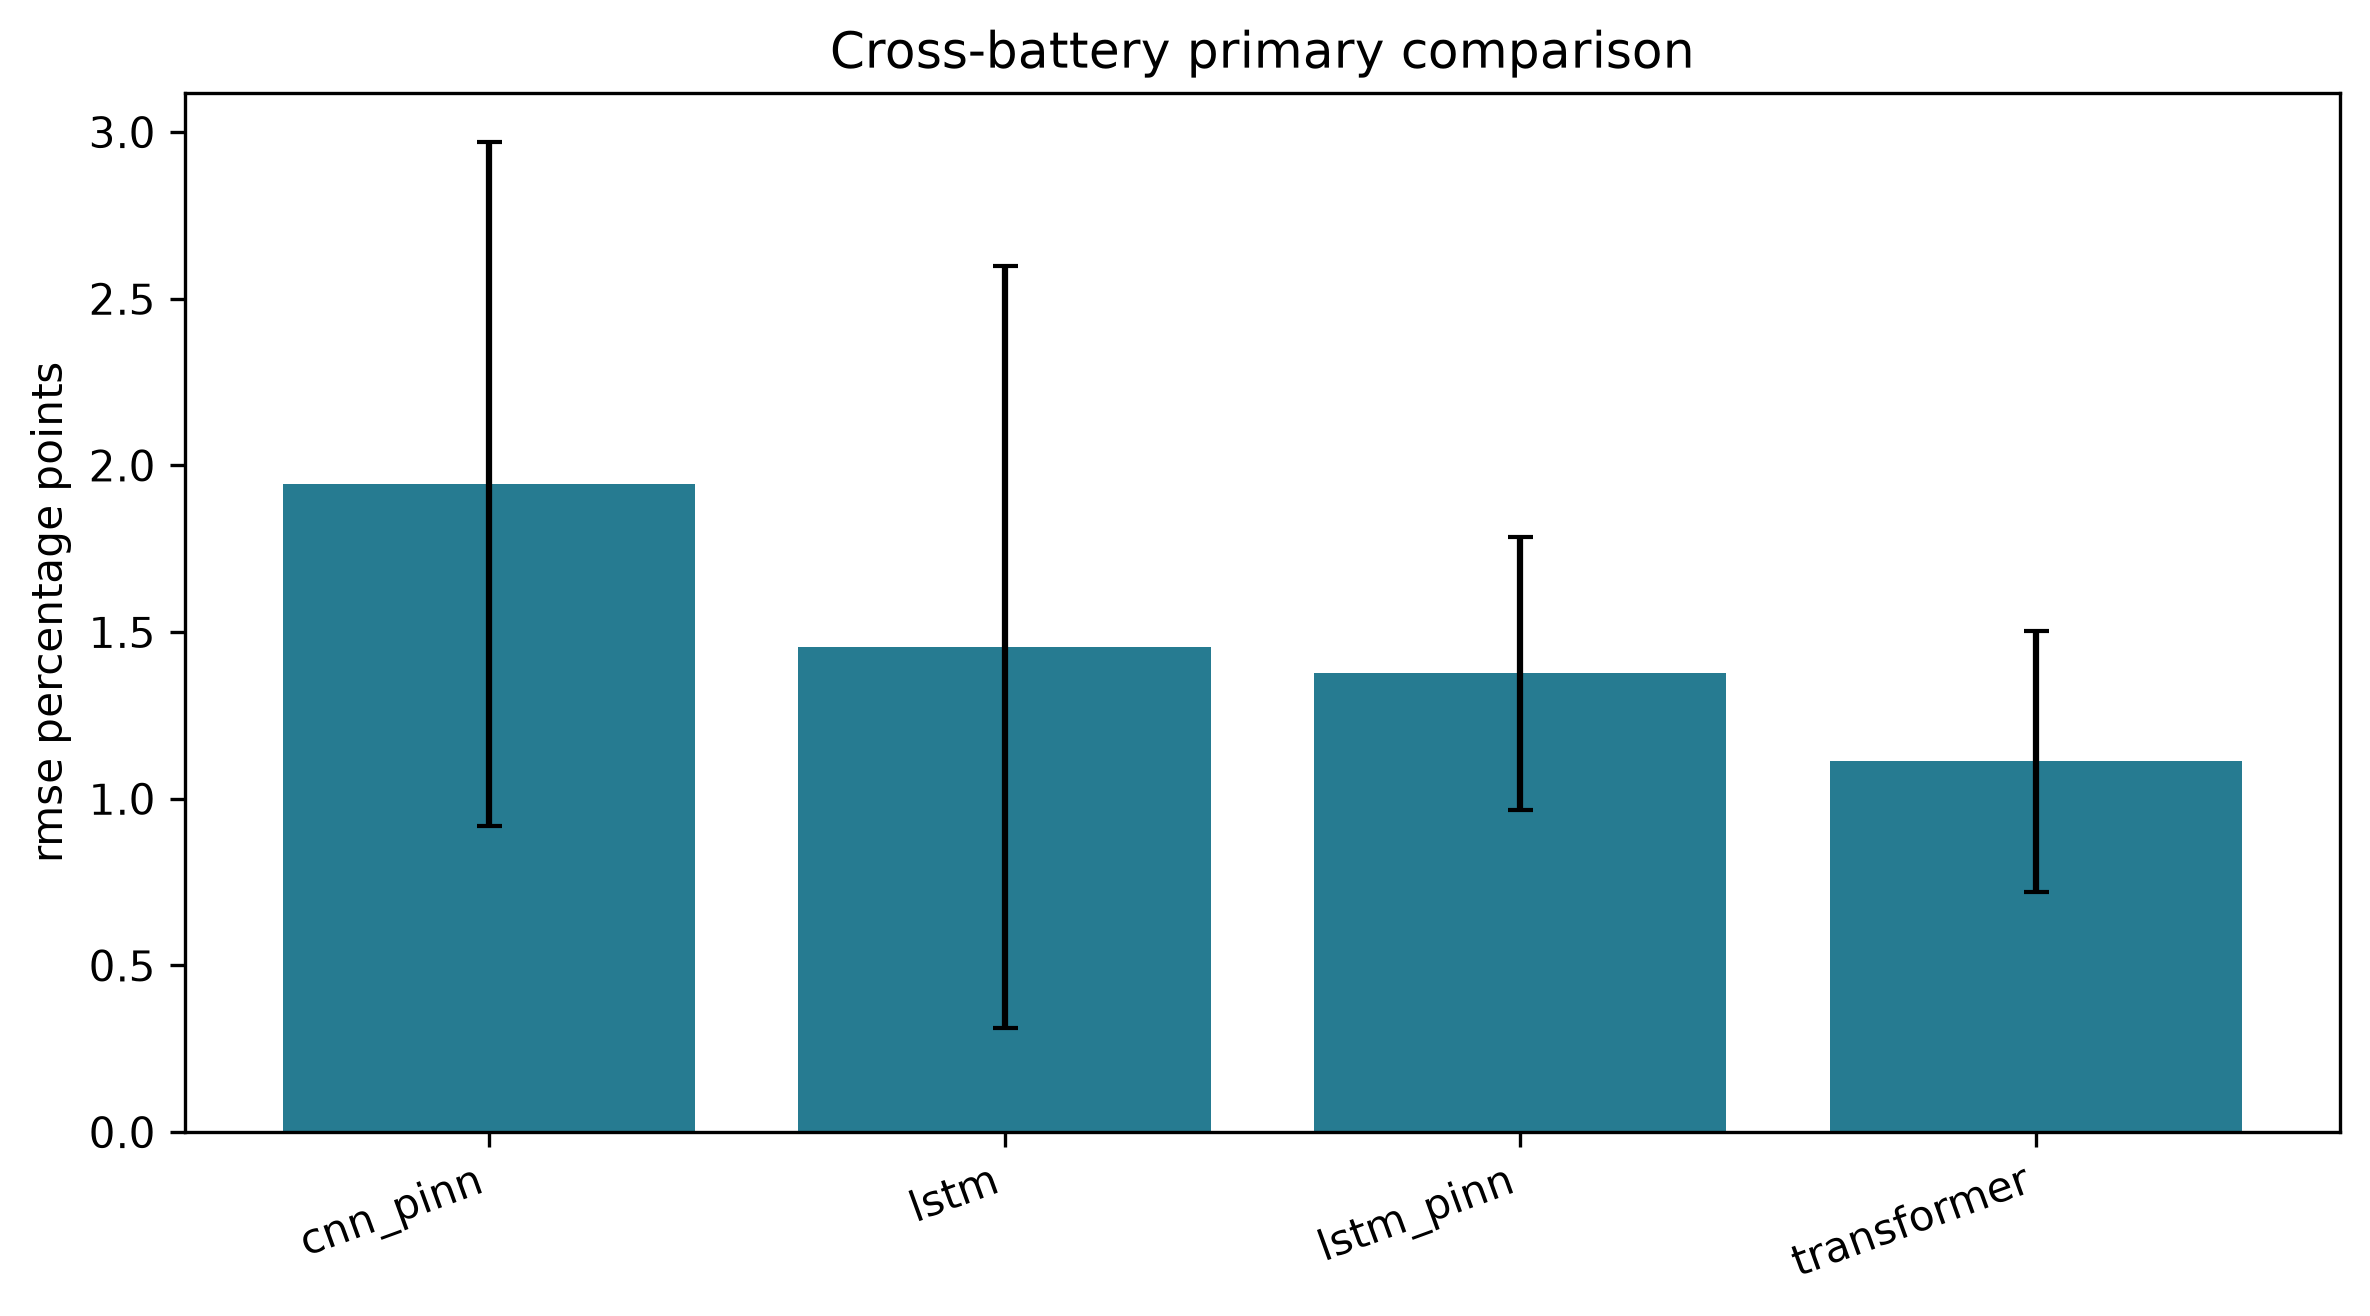 Cross-battery primary comparison
rmse percentage points
3.0
2.5
2.0
1.5
1.0
0.5
0.0
cnn_pinn
lstm
lstm_pinn
transformer